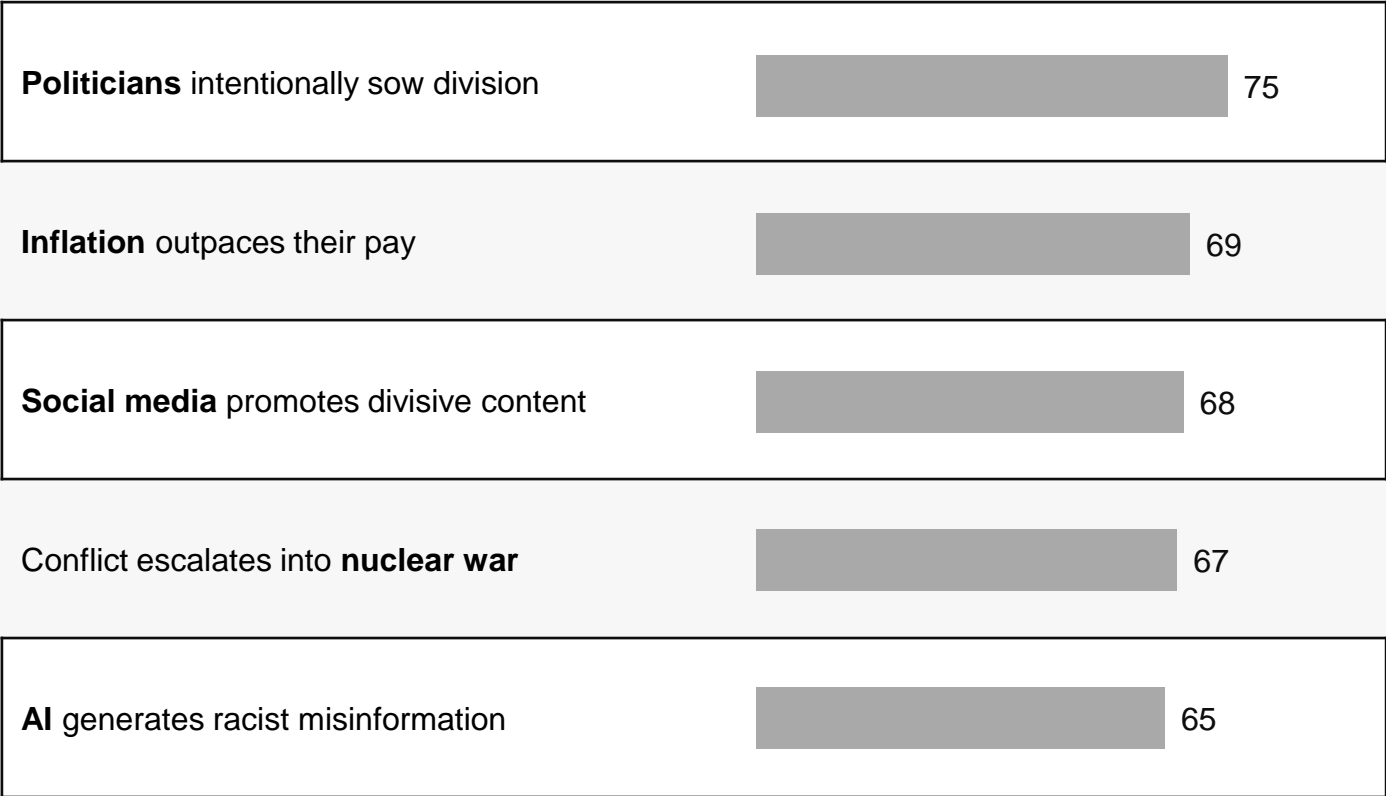 Politicians intentionally sow division 75
Inflation outpaces their pay 69
Social media promotes divisive content 68
Conflict escalates into nuclear war 67
AI generates racist misinformation 65